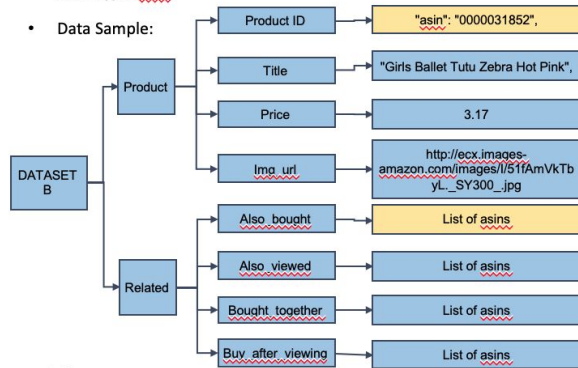 • Data Sample:
Product ID
"asin": "0000031852",
Title
"Girls Ballet Tutu Zebra Hot Pink",
Product
Price
3.17
Img_url
http://ecx.images-
amazon.com/images/I/51fAmVkTb
yL._SY300_.jpg
DATASET
B
Also_bought
List of asins
Also_viewed
List of asins
Related
Bought_together
List of asins
Buy_after_viewing
List of asins